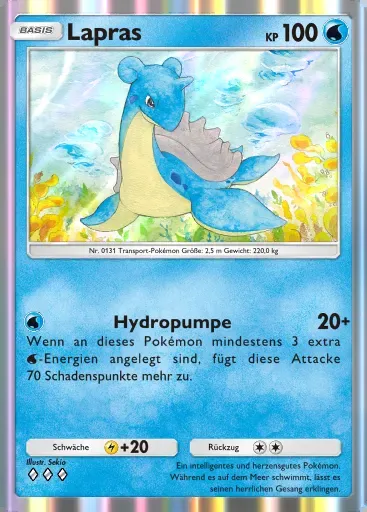 BASIS Lapras KP 100
Nr. 0131 Transport-Pokémon Größe: 2,5 m Gewicht: 220,0 kg
Hydropumpe 20+
Wenn an dieses Pokémon mindestens 3 extra
-Energien angelegt sind, fügt diese Attacke
70 Schadenspunkte mehr zu.
Schwäche +20 Rückzug
Illustr. Sekio
Ein intelligentes und herzensgutes Pokémon.
Während es auf dem Meer schwimmt, lässt es
seinen herrlichen Gesang erklingen.